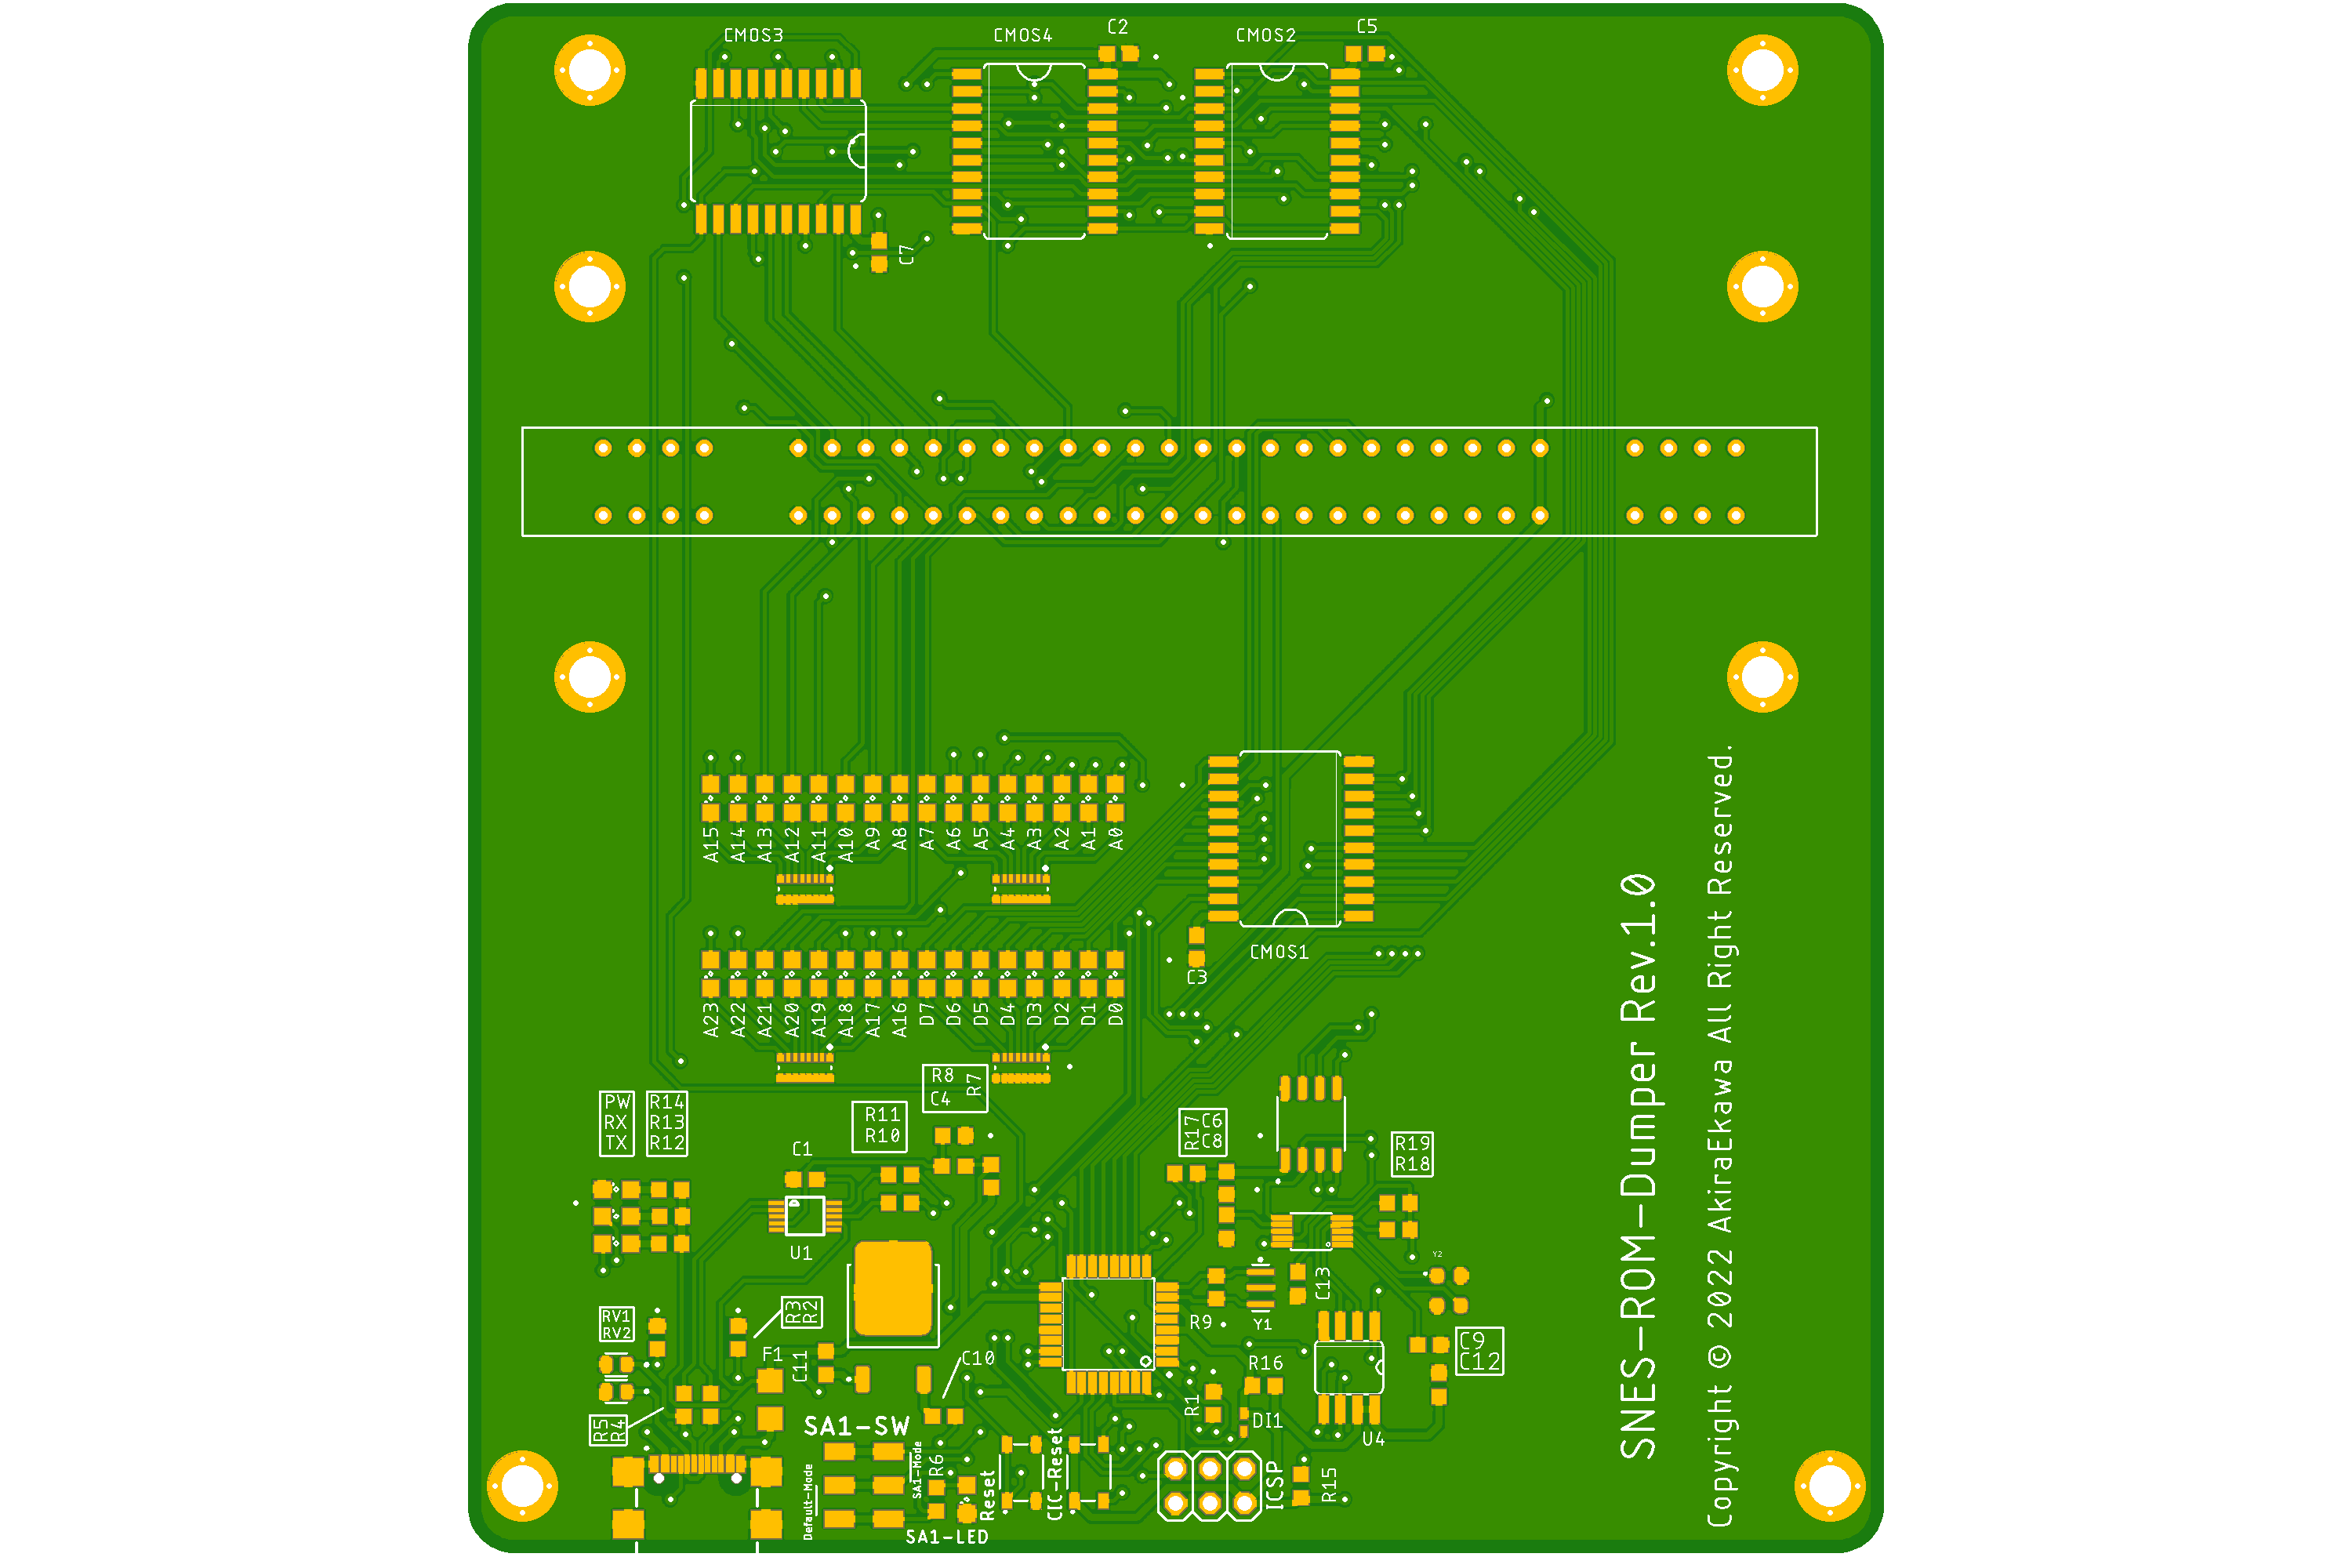 CMOS3
CMOS4
C2
CMOS2
C5
C7
A15
A14
A13
A12
A11
A10
A9
A8
A7
A6
A5
A4
A3
A2
A1
A0
CMOS1
C3
A23
A22
A21
A20
A19
A18
A17
A16
D7
D6
D5
D4
D3
D2
D1
D0
PW
RX
TX
R14
R13
R12
C1
R11
R10
R8
C4
R7
R17
C6
C8
R19
R18
U1
Y2
RV1
RV2
R3
R2
F1
C11
C10
R9
Y1
C13
R16
C9
C12
R5
R4
SA1-SW
Defautt-Mode
SA1-Mode
R6
SA1-LED
Reset
CIC-Reset
R1
DI1
U4
ICSP
R15
SNES-ROM-Dumper Rev.1.0
Copyright © 2022 AkiraEkawa All Right Reserved.